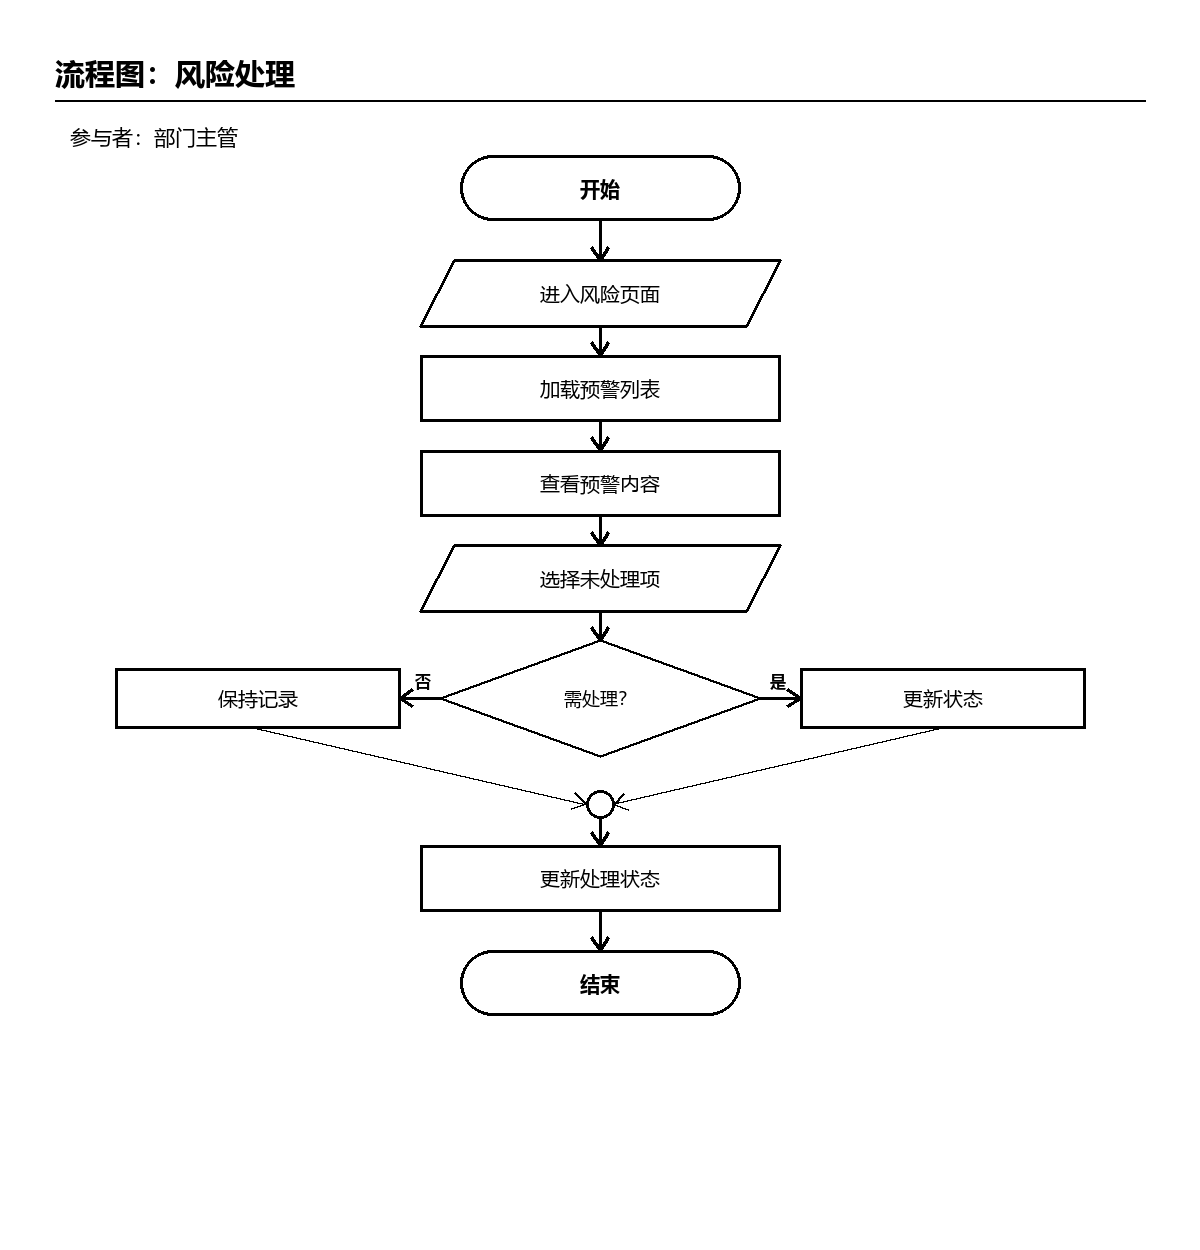 流程图：风险处理
参与者：部门主管
开始
进入风险页面
加载预警列表
查看预警内容
选择未处理项
否
是
保持记录
需处理？
更新状态
更新处理状态
结束